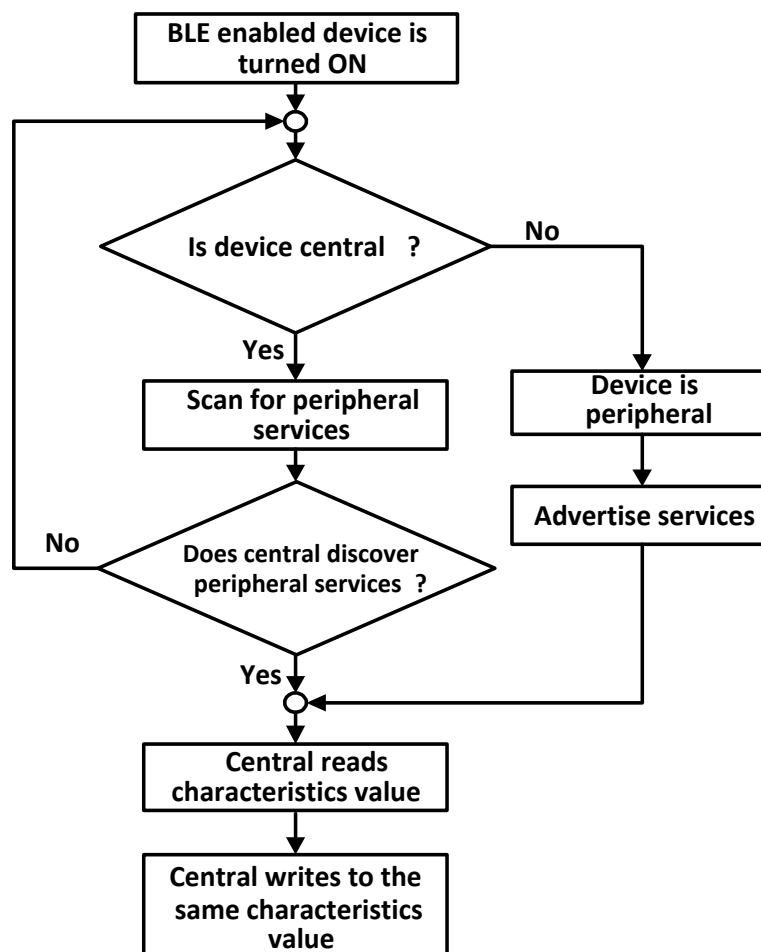 BLE enabled device is
turned ON
Is device central ?
No
Yes
Scan for peripheral
services
Device is
peripheral
Advertise services
No
Does central discover
peripheral services ?
Yes
Central reads
characteristics value
Central writes to the
same characteristics
value